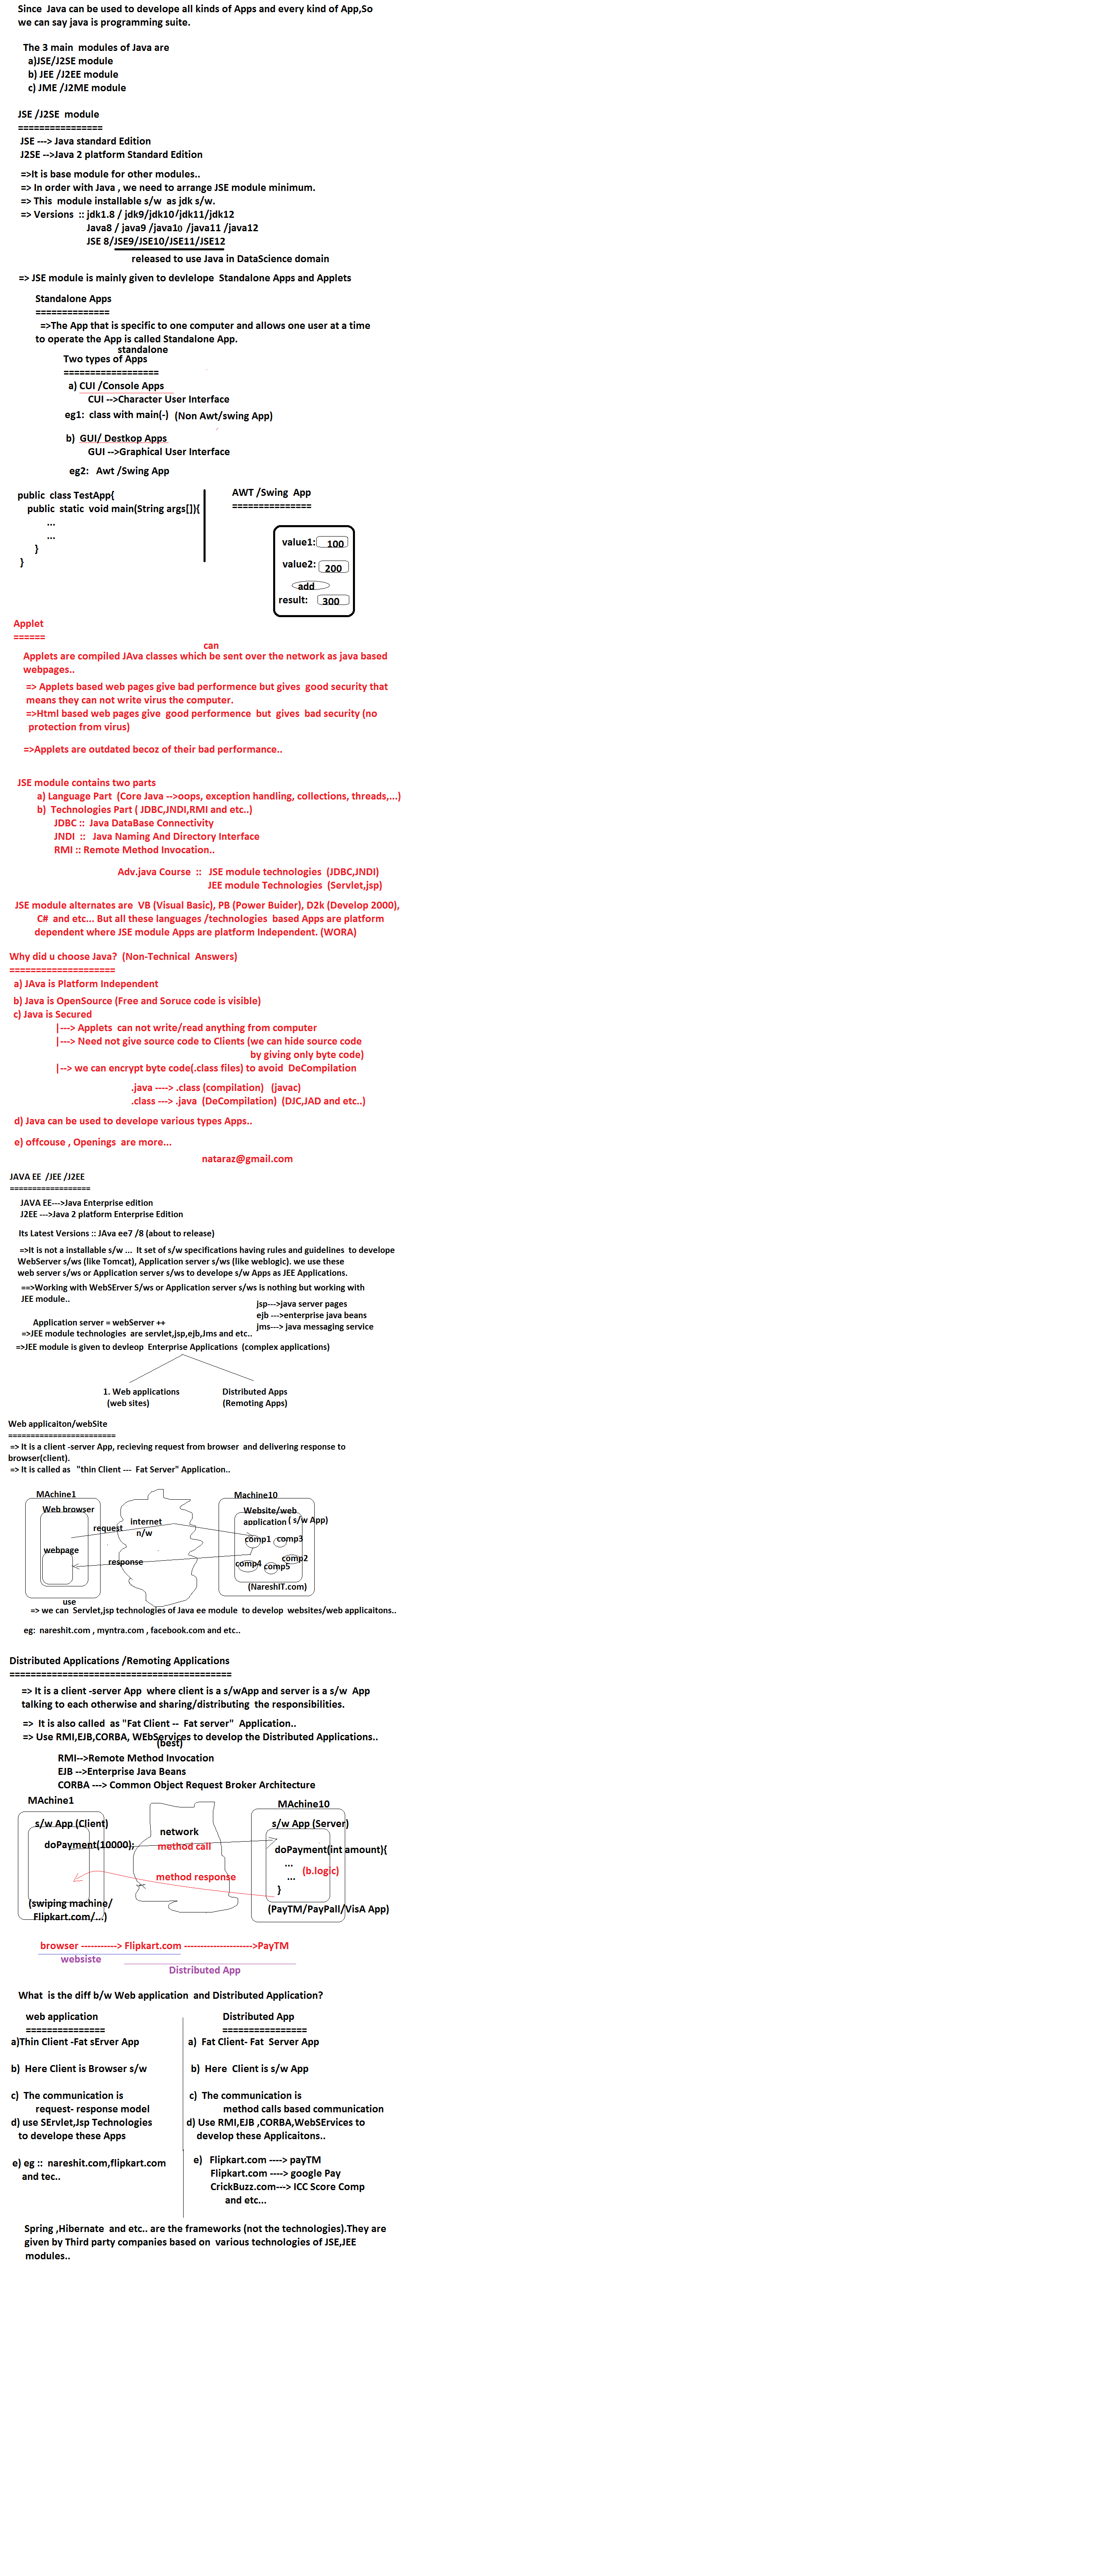 Since Java can be used to develope all kinds of Apps and every kind of App,So
we can say java is programming suite.
The 3 main modules of Java are
a)JSE/J2SE module
b) JEE /J2EE module
c) JME /J2ME module
JSE /J2SE module
================
JSE ---> Java standard Edition
J2SE -->Java 2 platform Standard Edition
=>It is base module for other modules..
=> In order with Java , we need to arrange JSE module minimum.
=> This module installable s/w as jdk s/w.
=> Versions :: jdk1.8 / jdk9/jdk10/jdk11/jdk12
Java8 / java9 /java10 /java11 /java12
JSE 8/JSE9/JSE10/JSE11/JSE12
released to use Java in DataScience domain
=> JSE module is mainly given to devlelope Standalone Apps and Applets
Standalone Apps
==============
=>The App that is specific to one computer and allows one user at a time
to operate the App is called Standalone App.
standalone
Two types of Apps
==================
a) CUI /Console Apps
CUI -->Character User Interface
eg1: class with main(-) (Non Awt/swing App)
b) GUI/ Destkop Apps
GUI -->Graphical User Interface
eg2: Awt /Swing App
public class TestApp{
public static void main(String args[]){
...
...
}
}
AWT /Swing App
===============
value1: 100
value2: 200
add
result: 300
Applet
======
can
Applets are compiled JAva classes which be sent over the network as java based
webpages..
=> Applets based web pages give bad performence but gives good security that
means they can not write virus the computer.
=>Html based web pages give good performence but gives bad security (no
protection from virus)
=>Applets are outdated becoz of their bad performance..
JSE module contains two parts
a) Language Part (Core Java -->oops, exception handling, collections, threads,...)
b) Technologies Part ( JDBC,JNDI,RMI and etc..)
JDBC :: Java DataBase Connectivity
JNDI :: Java Naming And Directory Interface
RMI :: Remote Method Invocation..
Adv.java Course :: JSE module technologies (JDBC,JNDI)
JEE module Technologies (Servlet,jsp)
JSE module alternates are VB (Visual Basic), PB (Power Buider), D2k (Develop 2000),
C# and etc... But all these languages /technologies based Apps are platform
dependent where JSE module Apps are platform Independent. (WORA)
Why did u choose Java? (Non-Technical Answers)
====================
a) JAva is Platform Independent
b) Java is OpenSource (Free and Soruce code is visible)
c) Java is Secured
|---> Applets can not write/read anything from computer
|---> Need not give source code to Clients (we can hide source code
by giving only byte code)
|--> we can encrypt byte code(.class files) to avoid DeCompilation
.java ----> .class (compilation) (javac)
.class ---> .java (DeCompilation) (DJC,JAD and etc..)
d) Java can be used to develope various types Apps..
e) offcouse , Openings are more...
nataraz@gmail.com
JAVA EE /JEE /J2EE
==================
JAVA EE--->Java Enterprise edition
J2EE --->Java 2 platform Enterprise Edition
Its Latest Versions :: JAva ee7 /8 (about to release)
=>It is not a installable s/w ... It set of s/w specifications having rules and guidelines to develope
WebServer s/ws (like Tomcat), Application server s/ws (like weblogic). we use these
web server s/ws or Application server s/ws to develope s/w Apps as JEE Applications.
==>Working with WebSErver S/ws or Application server s/ws is nothing but working with
JEE module..
jsp--->java server pages
ejb --->enterprise java beans
jms---> java messaging service
Application server = webServer ++
=>JEE module technologies are servlet,jsp,ejb,Jms and etc..
=>JEE module is given to devleop Enterprise Applications (complex applications)
1. Web applications
(web sites)
Distributed Apps
(Remoting Apps)
Web applicaiton/webSite
========================
=> It is a client -server App, recieving request from browser and delivering response to
browser(client).
=> It is called as "thin Client --- Fat Server" Application..
MAchine1
Web browser
webpage
request
response
internet
n/w
Machine10
Website/web
application ( s/w App)
comp1 comp3
comp2
comp4 comp5
(NareshIT.com)
use
=> we can Servlet,jsp technologies of Java ee module to develop websites/web applicaitons..
eg: nareshit.com , myntra.com , facebook.com and etc..
Distributed Applications /Remoting Applications
==========================================
=> It is a client -server App where client is a s/wApp and server is a s/w App
talking to each otherwise and sharing/distributing the responsibilities.
=> It is also called as "Fat Client -- Fat server" Application..
=> Use RMI,EJB,CORBA, WEbServices to develop the Distributed Applications..
(best)
RMI-->Remote Method Invocation
EJB -->Enterprise Java Beans
CORBA ---> Common Object Request Broker Architecture
MAchine1
s/w App (Client)
doPayment(10000);
(swiping machine/
Flipkart.com/...)
network
method call
method response
MAchine10
s/w App (Server)
doPayment(int amount){
...
... (b.logic)
}
(PayTM/PayPall/VisA App)
browser -----------> Flipkart.com -------------------->PayTM
websiste
Distributed App
What is the diff b/w Web application and Distributed Application?
web application
===============
a)Thin Client -Fat sErver App
b) Here Client is Browser s/w
c) The communication is
request- response model
d) use SErvlet,Jsp Technologies
to develope these Apps
e) eg :: nareshit.com,flipkart.com
and tec..
Distributed App
================
a) Fat Client- Fat Server App
b) Here Client is s/w App
c) The communication is
method calls based communication
d) Use RMI,EJB ,CORBA,WebSErvices to
develop these Applicaitons..
e) Flipkart.com ----> payTM
Flipkart.com ----> google Pay
CrickBuzz.com---> ICC Score Comp
and etc...
Spring ,Hibernate and etc.. are the frameworks (not the technologies).They are
given by Third party companies based on various technologies of JSE,JEE
modules..